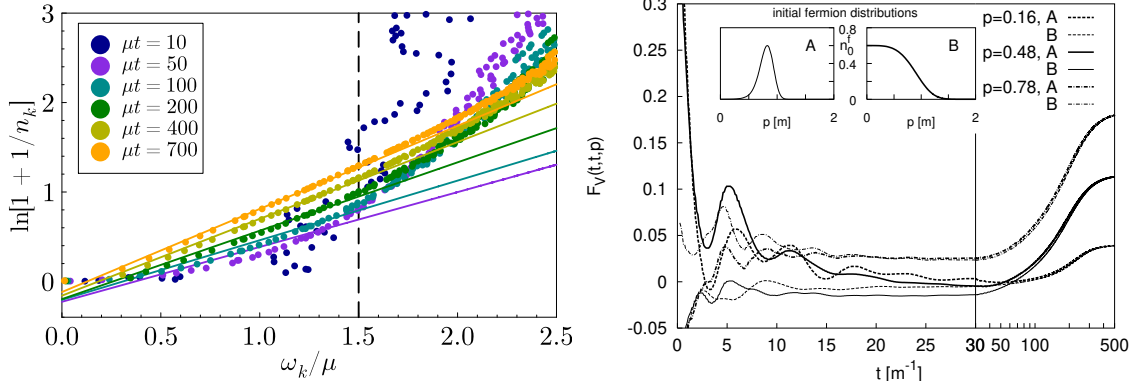 ln[1 + 1/n_k]
3
2
1
0
μt = 10
μt = 50
μt = 100
μt = 200
μt = 400
μt = 700
0.0 0.5 1.0 1.5 2.0 2.5
ω_k/μ
F_V(t,t,p)
0.3
0.25
0.2
0.15
0.1
0.05
0
-0.05
initial fermion distributions
A
0 2
p [m]
n_0^f
0.8
0.4
0
B
0 2
p [m]
p=0.16, A
B
p=0.48, A
B
p=0.78, A
B
0 5 10 15 20 25 30 30 50 100 500
t [m⁻¹]